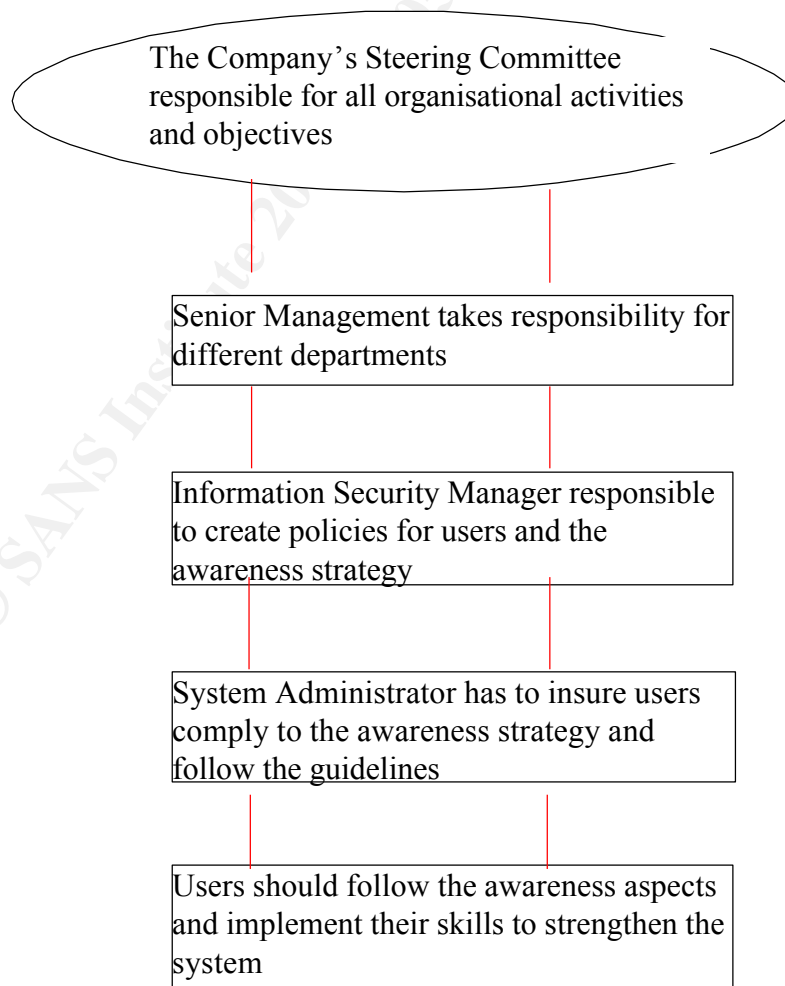 The Company’s Steering Committee
responsible for all organisational activities
and objectives
Senior Management takes responsibility for
different departments
Information Security Manager responsible
to create policies for users and the
awareness strategy
System Administrator has to insure users
comply to the awareness strategy and
follow the guidelines
Users should follow the awareness aspects
and implement their skills to strengthen the
system
SANS Institute 20